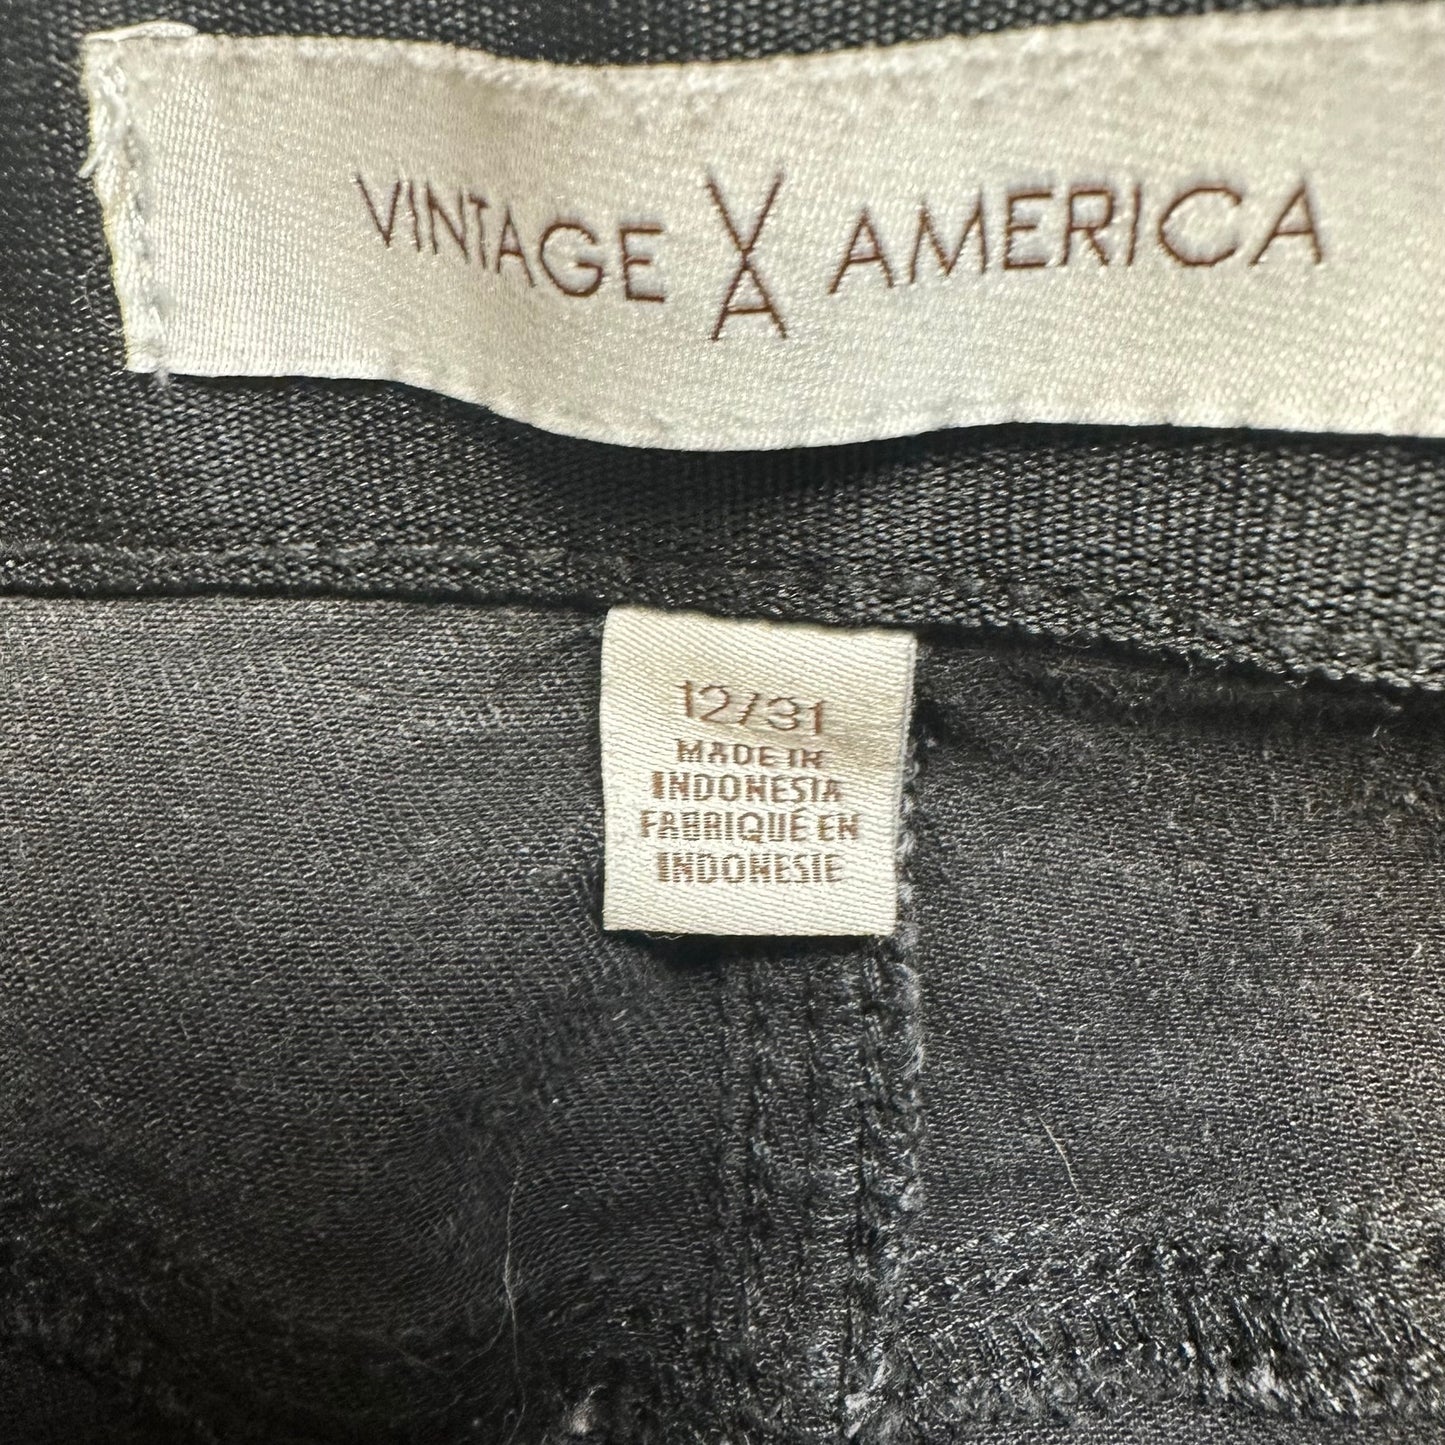 VINTAGE VA AMERICA
12/31
MADE IN
INDONESIA
FABRIQUÉ EN
INDONESIE